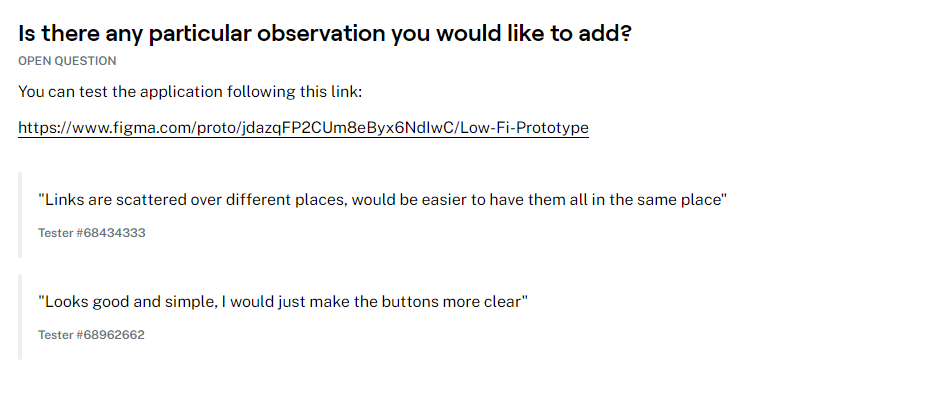 Is there any particular observation you would like to add?
OPEN QUESTION
You can test the application following this link:
https://www.figma.com/proto/jdazqFP2CUm8eByx6NdIwC/Low-Fi-Prototype
"Links are scattered over different places, would be easier to have them all in the same place"
Tester #68434333
"Looks good and simple, I would just make the buttons more clear"
Tester #68962662